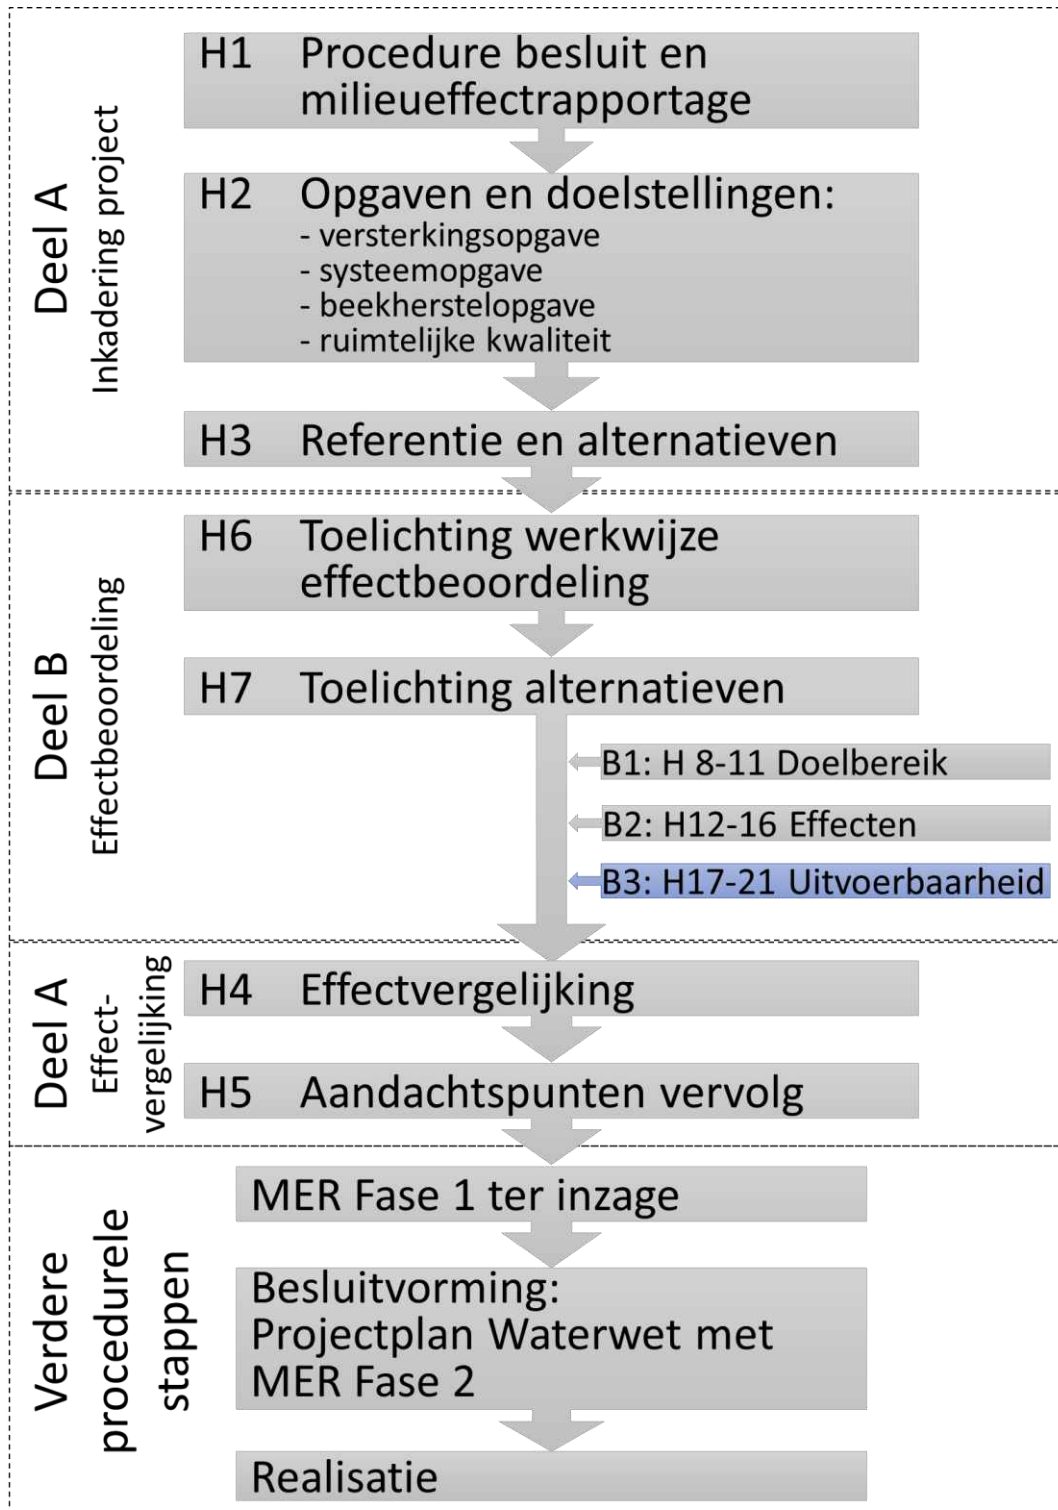 Deel A
Inkadering project
H1 Procedure besluit en
milieueffectrapportage
H2 Opgaven en doelstellingen:
- versterkingsopgave
- systeemopgave
- beekherstelopgave
- ruimtelijke kwaliteit
H3 Referentie en alternatieven
Deel B
Effectbeoordeling
H6 Toelichting werkwijze
effectbeoordeling
H7 Toelichting alternatieven
B1: H 8-11 Doelbereik
B2: H12-16 Effecten
B3: H17-21 Uitvoerbaarheid
Deel A
Effect-
vergelijking
H4 Effectvergelijking
H5 Aandachtspunten vervolg
Verdere
procedurele
stappen
MER Fase 1 ter inzage
Besluitvorming:
Projectplan Waterwet met
MER Fase 2
Realisatie